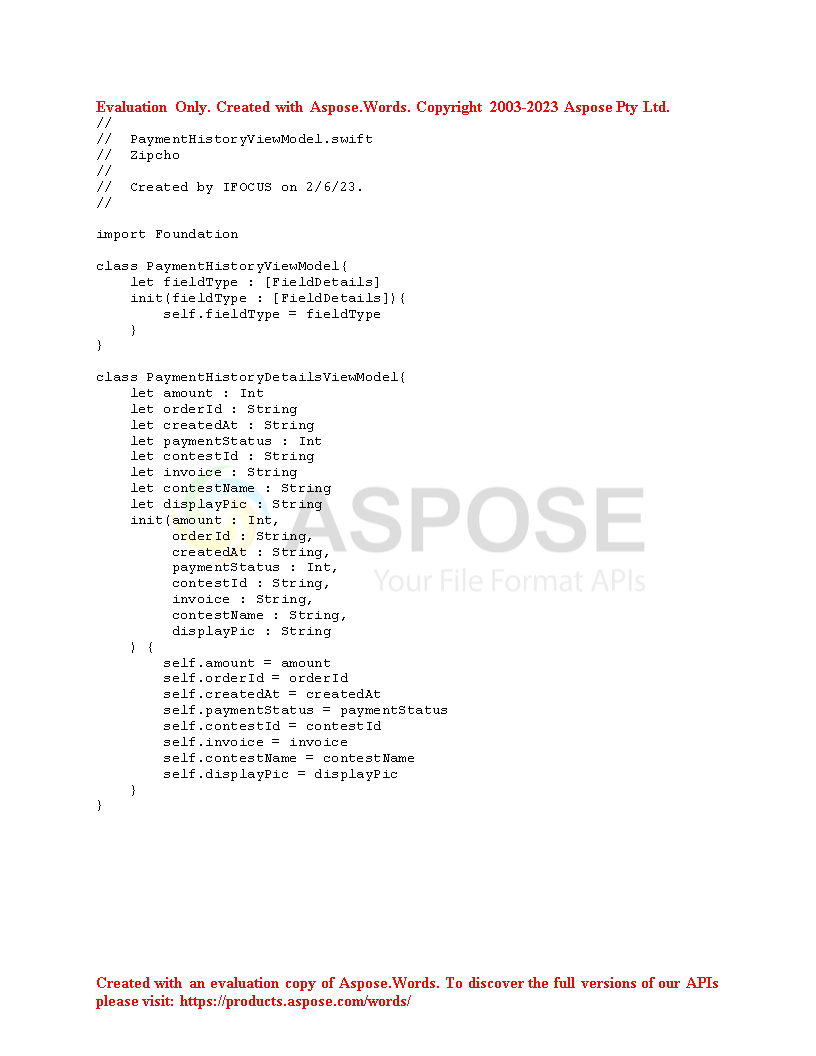 Evaluation Only. Created with Aspose.Words. Copyright 2003-2023 Aspose Pty Ltd.
//
//  PaymentHistoryViewModel.swift
//  Zipcho
//
//  Created by IFOCUS on 2/6/23.
//
import Foundation
class PaymentHistoryViewModel{
    let fieldType : [FieldDetails]
    init(fieldType : [FieldDetails]){
        self.fieldType = fieldType
    }
}
class PaymentHistoryDetailsViewModel{
    let amount : Int
    let orderId : String
    let createdAt : String
    let paymentStatus : Int
    let contestId : String
    let invoice : String
    let contestName : String
    let displayPic : String
    init(amount : Int,
         orderId : String,
         createdAt : String,
         paymentStatus : Int,
         contestId : String,
         invoice : String,
         contestName : String,
         displayPic : String
    ) {
        self.amount = amount
        self.orderId = orderId
        self.createdAt = createdAt
        self.paymentStatus = paymentStatus
        self.contestId = contestId
        self.invoice = invoice
        self.contestName = contestName
        self.displayPic = displayPic
    }
}
ASPOSE
Your File Format APIs
Created with an evaluation copy of Aspose.Words. To discover the full versions of our APIs
please visit: https://products.aspose.com/words/